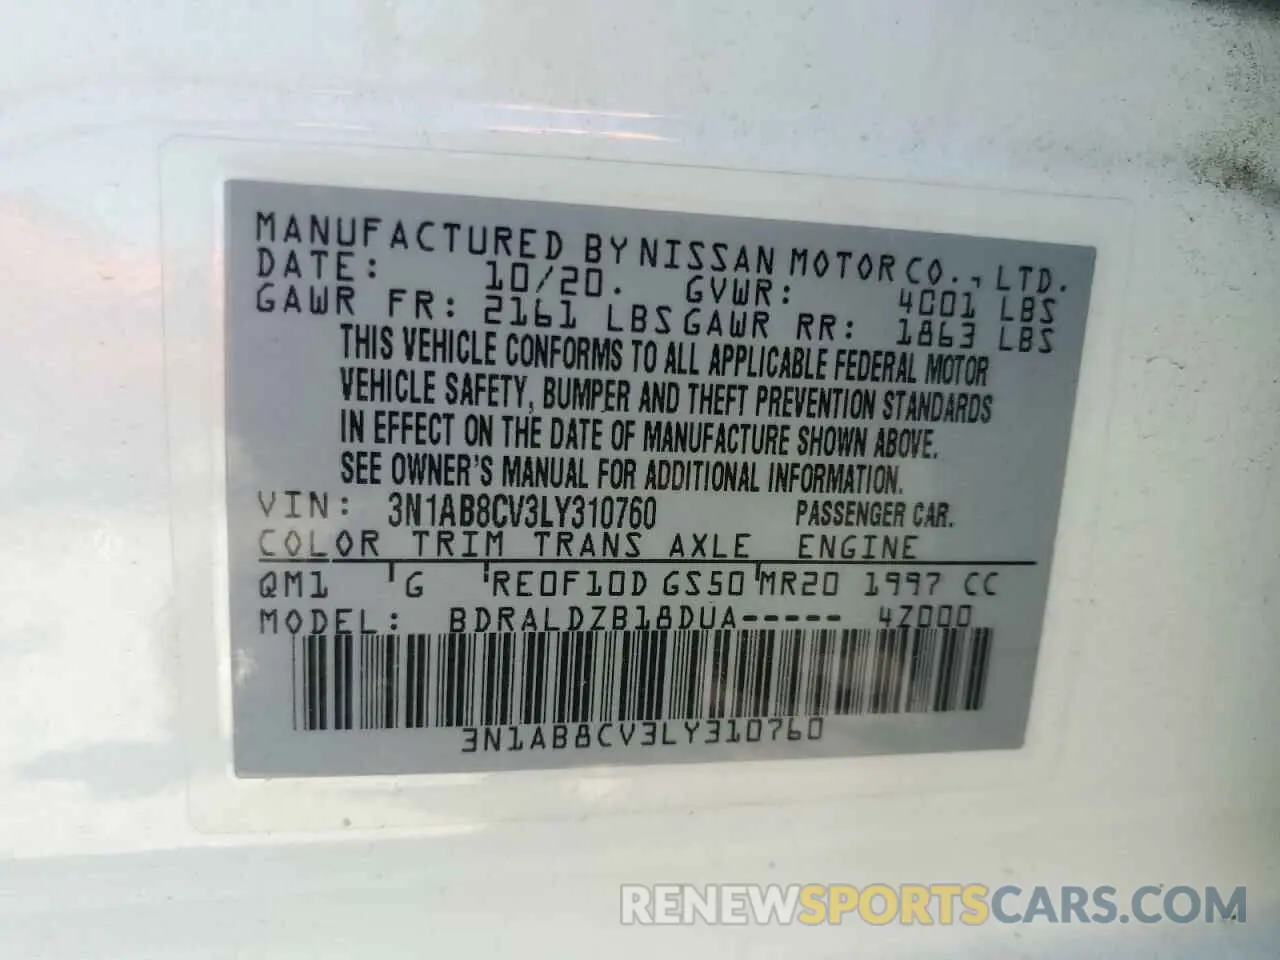 MANUFACTURED BY NISSAN MOTOR CO., LTD.
DATE: 10/20. GVWR: 4001 LBS
GAWR FR: 2161 LBS GAWR RR: 1863 LBS
THIS VEHICLE CONFORMS TO ALL APPLICABLE FEDERAL MOTOR
VEHICLE SAFETY, BUMPER AND THEFT PREVENTION STANDARDS
IN EFFECT ON THE DATE OF MANUFACTURE SHOWN ABOVE.
SEE OWNER'S MANUAL FOR ADDITIONAL INFORMATION.
VIN: 3N1AB8CV3LY310760 PASSENGER CAR.
COLOR TRIM TRANS AXLE ENGINE
QM1 G RE0F10D GS50 MR20 1997 CC
MODEL: BDRALDZB18DUA----- 4Z000
3N1AB8CV3LY310760
RENEWSPORTSCARS.COM